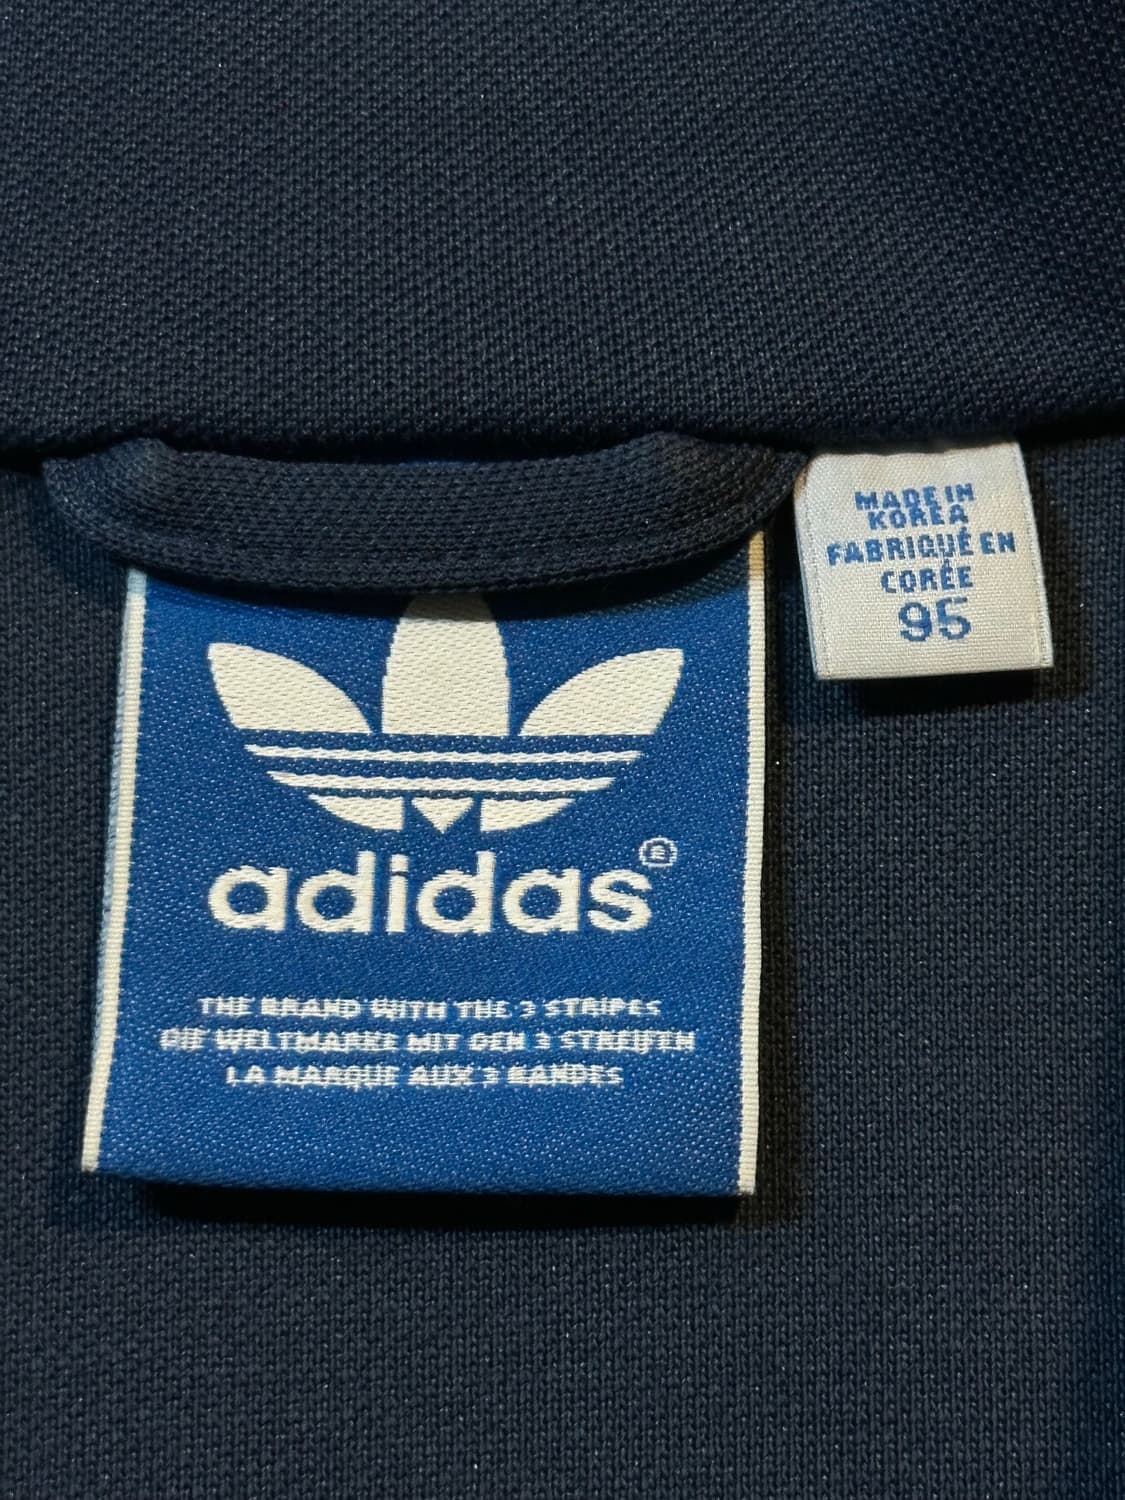 MADE IN
KOREA
FABRIQUÉ EN
CORÉE
95
adidas®
THE BRAND WITH THE 3 STRIPES
DIE WELTMARKE MIT DEN 3 STREIFEN
LA MARQUE AUX 3 BANDES